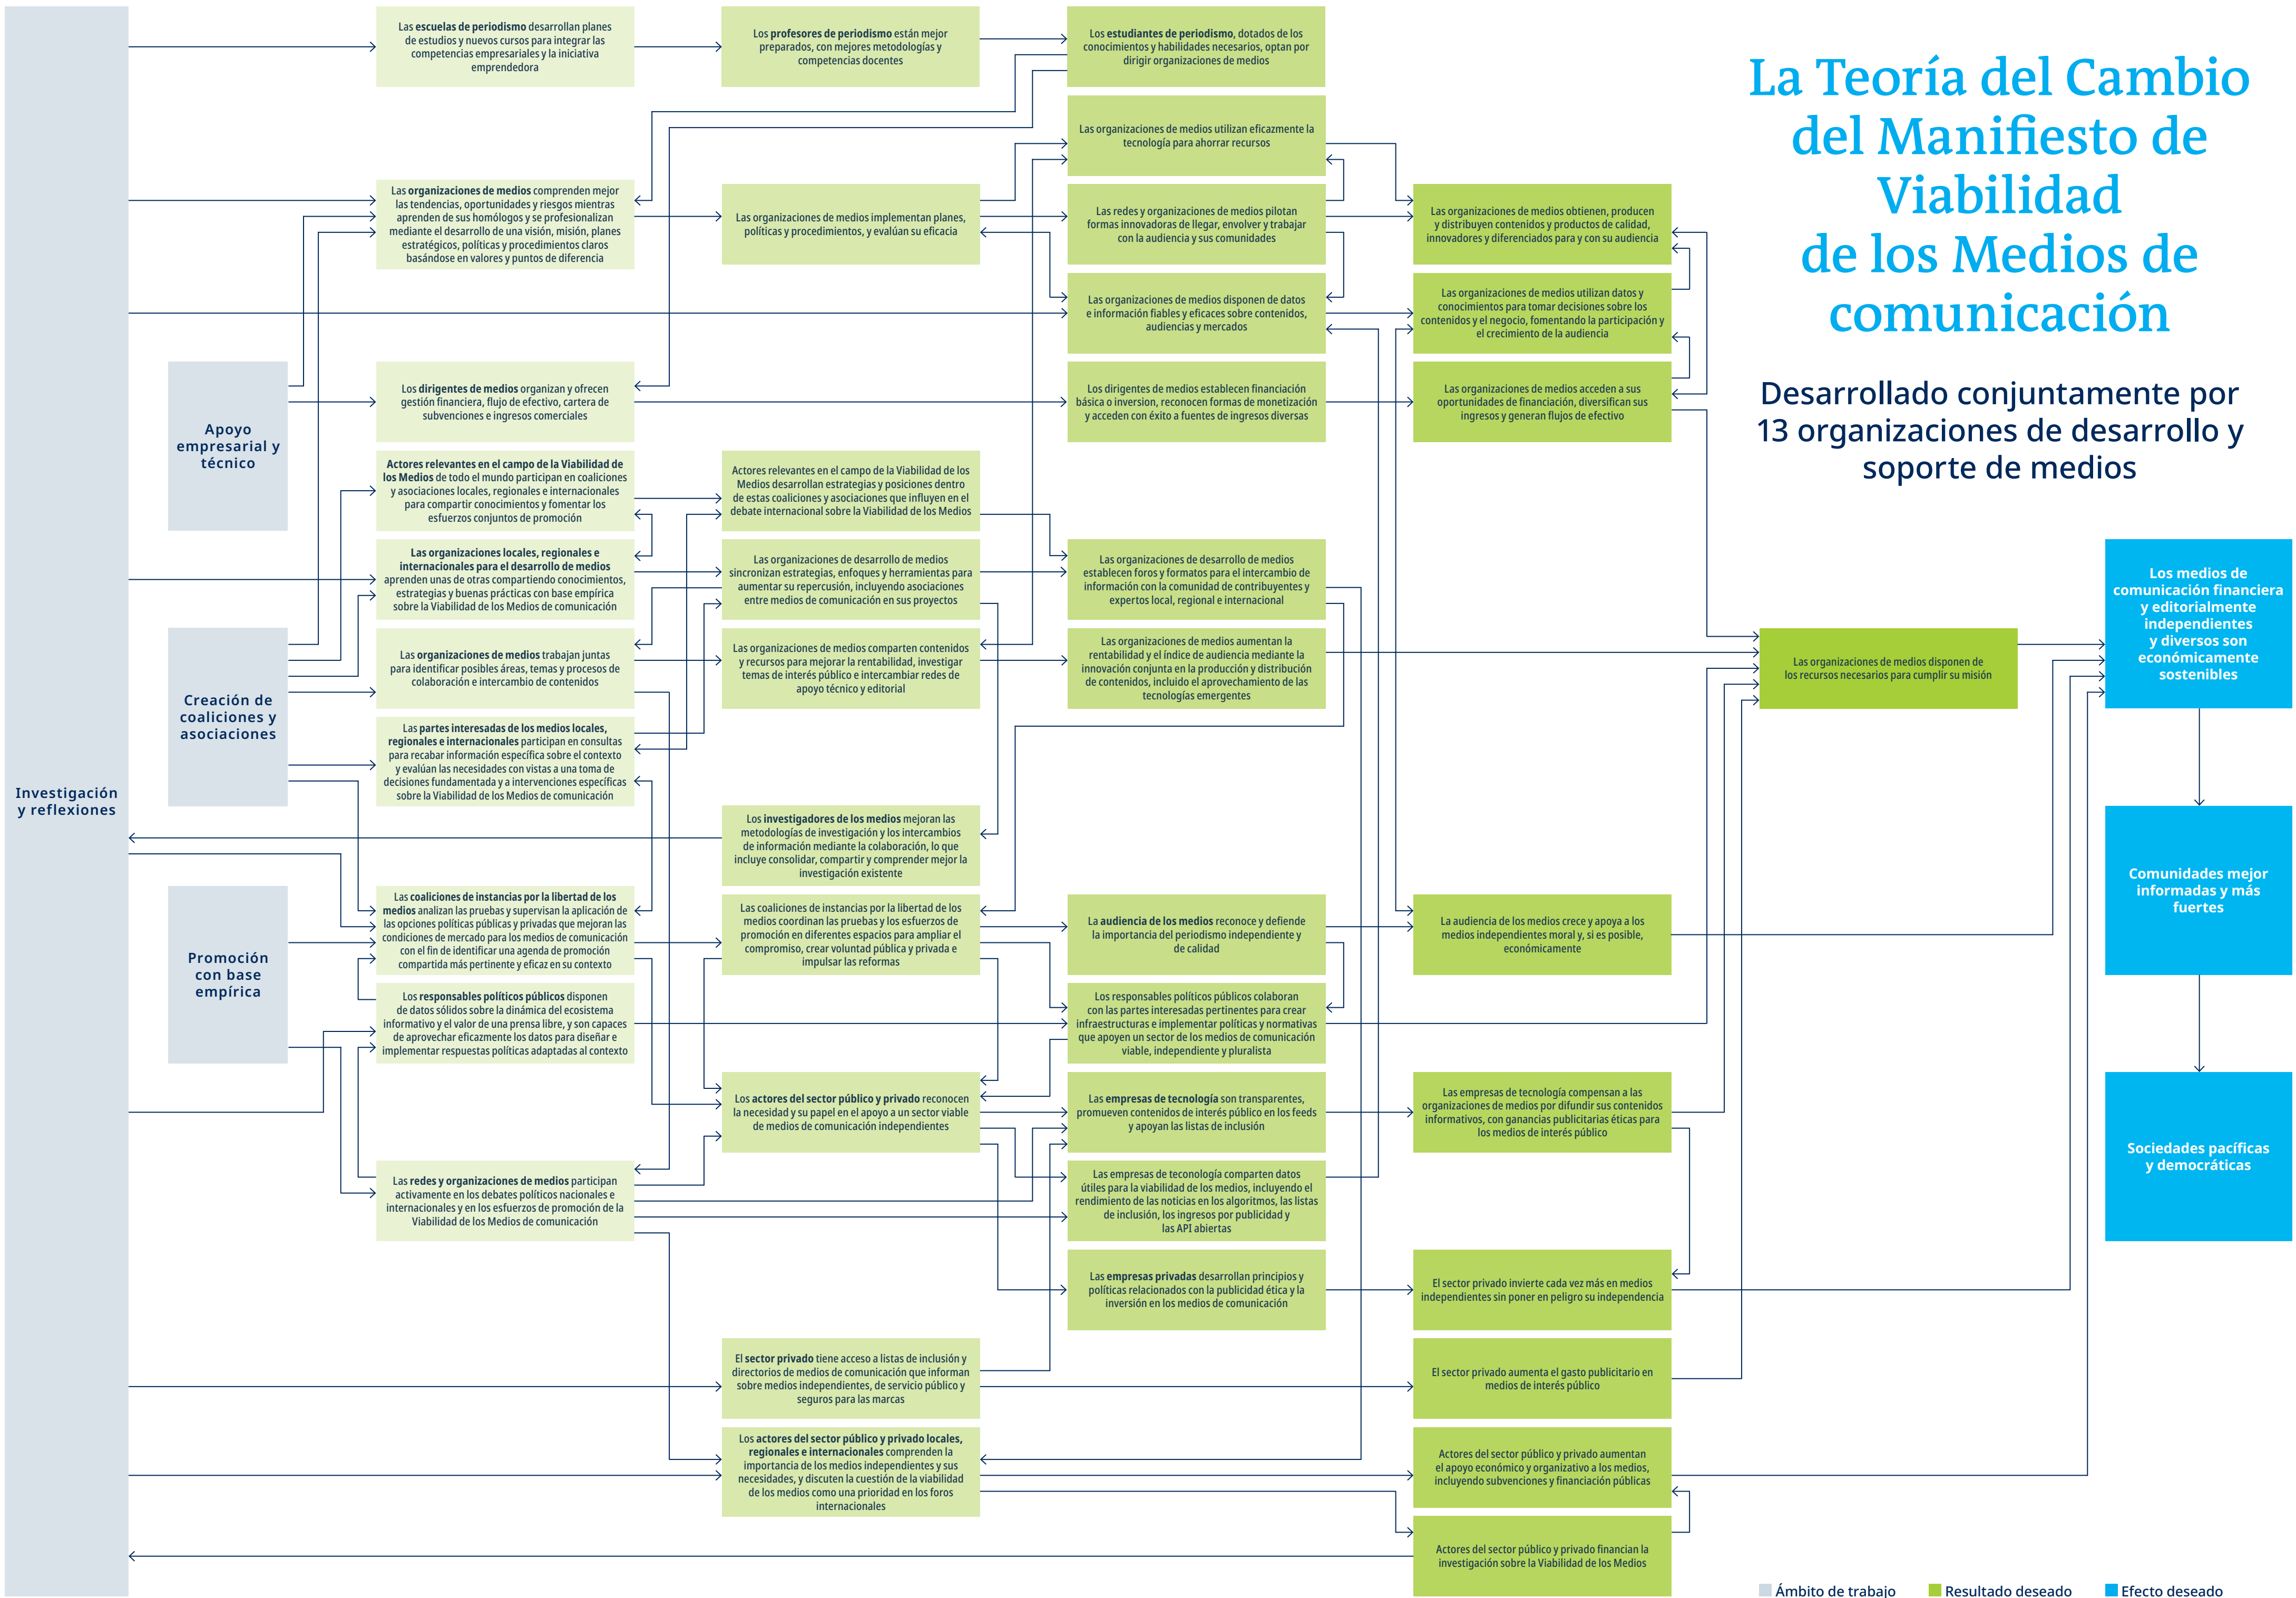 La Teoría del Cambio
del Manifiesto de
Viabilidad
de los Medios de
comunicación
Desarrollado conjuntamente por
13 organizaciones de desarrollo y
soporte de medios
Investigación
y reflexiones
Apoyo
empresarial y
técnico
Creación de
coaliciones y
asociaciones
Promoción
con base
empírica
Las escuelas de periodismo desarrollan planes
de estudios y nuevos cursos para integrar las
competencias empresariales y la iniciativa
emprendedora
Las organizaciones de medios comprenden mejor
las tendencias, oportunidades y riesgos mientras
aprenden de sus homólogos y se profesionalizan
mediante el desarrollo de una visión, misión, planes
estratégicos, políticas y procedimientos claros
basándose en valores y puntos de diferencia
Los dirigentes de medios organizan y ofrecen
gestión financiera, flujo de efectivo, cartera de
subvenciones e ingresos comerciales
Actores relevantes en el campo de la Viabilidad de
los Medios de todo el mundo participan en coaliciones
y asociaciones locales, regionales e internacionales
para compartir conocimientos y fomentar los
esfuerzos conjuntos de promoción
Las organizaciones locales, regionales e
internacionales para el desarrollo de medios
aprenden unas de otras compartiendo conocimientos,
estrategias y buenas prácticas con base empírica
sobre la Viabilidad de los Medios de comunicación
Las organizaciones de medios trabajan juntas
para identificar posibles áreas, temas y procesos de
colaboración e intercambio de contenidos
Las partes interesadas de los medios locales,
regionales e internacionales participan en consultas
para recabar información específica sobre el contexto
y evalúan las necesidades con vistas a una toma de
decisiones fundamentada y a intervenciones específicas
sobre la Viabilidad de los Medios de comunicación
Las coaliciones de instancias por la libertad de los
medios analizan las pruebas y supervisan la aplicación de
las opciones políticas públicas y privadas que mejoran las
condiciones de mercado para los medios de comunicación
con el fin de identificar una agenda de promoción
compartida más pertinente y eficaz en su contexto
Los responsables políticos públicos disponen
de datos sólidos sobre la dinámica del ecosistema
informativo y el valor de una prensa libre, y son capaces
de aprovechar eficazmente los datos para diseñar e
implementar respuestas políticas adaptadas al contexto
Las redes y organizaciones de medios participan
activamente en los debates políticos nacionales e
internacionales y en los esfuerzos de promoción de la
Viabilidad de los Medios de comunicación
Los profesores de periodismo están mejor
preparados, con mejores metodologías y
competencias docentes
Las organizaciones de medios implementan planes,
políticas y procedimientos, y evalúan su eficacia
Actores relevantes en el campo de la Viabilidad de los
Medios desarrollan estrategias y posiciones dentro
de estas coaliciones y asociaciones que influyen en el
debate internacional sobre la Viabilidad de los Medios
Las organizaciones de desarrollo de medios
sincronizan estrategias, enfoques y herramientas para
aumentar su repercusión, incluyendo asociaciones
entre medios de comunicación en sus proyectos
Las organizaciones de medios comparten contenidos
y recursos para mejorar la rentabilidad, investigar
temas de interés público e intercambiar redes de
apoyo técnico y editorial
Los investigadores de los medios mejoran las
metodologías de investigación y los intercambios
de información mediante la colaboración, lo que
incluye consolidar, compartir y comprender mejor la
investigación existente
Las coaliciones de instancias por la libertad de los
medios coordinan las pruebas y los esfuerzos de
promoción en diferentes espacios para ampliar el
compromiso, crear voluntad pública y privada e
impulsar las reformas
Los actores del sector público y privado reconocen
la necesidad y su papel en el apoyo a un sector viable
de medios de comunicación independientes
El sector privado tiene acceso a listas de inclusión y
directorios de medios de comunicación que informan
sobre medios independientes, de servicio público y
seguros para las marcas
Los actores del sector público y privado locales,
regionales e internacionales comprenden la
importancia de los medios independientes y sus
necesidades, y discuten la cuestión de la viabilidad
de los medios como una prioridad en los foros
internacionales
Los estudiantes de periodismo, dotados de los
conocimientos y habilidades necesarios, optan por
dirigir organizaciones de medios
Las organizaciones de medios utilizan eficazmente la
tecnología para ahorrar recursos
Las redes y organizaciones de medios pilotan
formas innovadoras de llegar, envolver y trabajar
con la audiencia y sus comunidades
Las organizaciones de medios disponen de datos
e información fiables y eficaces sobre contenidos,
audiencias y mercados
Los dirigentes de medios establecen financiación
básica o inversion, reconocen formas de monetización
y acceden con éxito a fuentes de ingresos diversas
Las organizaciones de desarrollo de medios
establecen foros y formatos para el intercambio de
información con la comunidad de contribuyentes y
expertos local, regional e internacional
Las organizaciones de medios aumentan la
rentabilidad y el índice de audiencia mediante la
innovación conjunta en la producción y distribución
de contenidos, incluido el aprovechamiento de las
tecnologías emergentes
La audiencia de los medios reconoce y defiende
la importancia del periodismo independiente y
de calidad
Los responsables políticos públicos colaboran
con las partes interesadas pertinentes para crear
infraestructuras e implementar políticas y normativas
que apoyen un sector de los medios de comunicación
viable, independiente y pluralista
Las empresas de tecnología son transparentes,
promueven contenidos de interés público en los feeds
y apoyan las listas de inclusión
Las empresas de teconología comparten datos
útiles para la viabilidad de los medios, incluyendo el
rendimiento de las noticias en los algoritmos, las listas
de inclusión, los ingresos por publicidad y
las API abiertas
Las empresas privadas desarrollan principios y
políticas relacionados con la publicidad ética y la
inversión en los medios de comunicación
Las organizaciones de medios obtienen, producen
y distribuyen contenidos y productos de calidad,
innovadores y diferenciados para y con su audiencia
Las organizaciones de medios utilizan datos y
conocimientos para tomar decisiones sobre los
contenidos y el negocio, fomentando la participación y
el crecimiento de la audiencia
Las organizaciones de medios acceden a sus
oportunidades de financiación, diversifican sus
ingresos y generan flujos de efectivo
La audiencia de los medios crece y apoya a los
medios independientes moral y, si es posible,
económicamente
Las empresas de tecnología compensan a las
organizaciones de medios por difundir sus contenidos
informativos, con ganancias publicitarias éticas para
los medios de interés público
El sector privado invierte cada vez más en medios
independientes sin poner en peligro su independencia
El sector privado aumenta el gasto publicitario en
medios de interés público
Actores del sector público y privado aumentan
el apoyo económico y organizativo a los medios,
incluyendo subvenciones y financiación públicas
Actores del sector público y privado financian la
investigación sobre la Viabilidad de los Medios
Las organizaciones de medios disponen de
los recursos necesarios para cumplir su misión
Los medios de
comunicación financiera
y editorialmente
independientes
y diversos son
económicamente
sostenibles
Comunidades mejor
informadas y más
fuertes
Sociedades pacíficas
y democráticas
Ámbito de trabajo
Resultado deseado
Efecto deseado